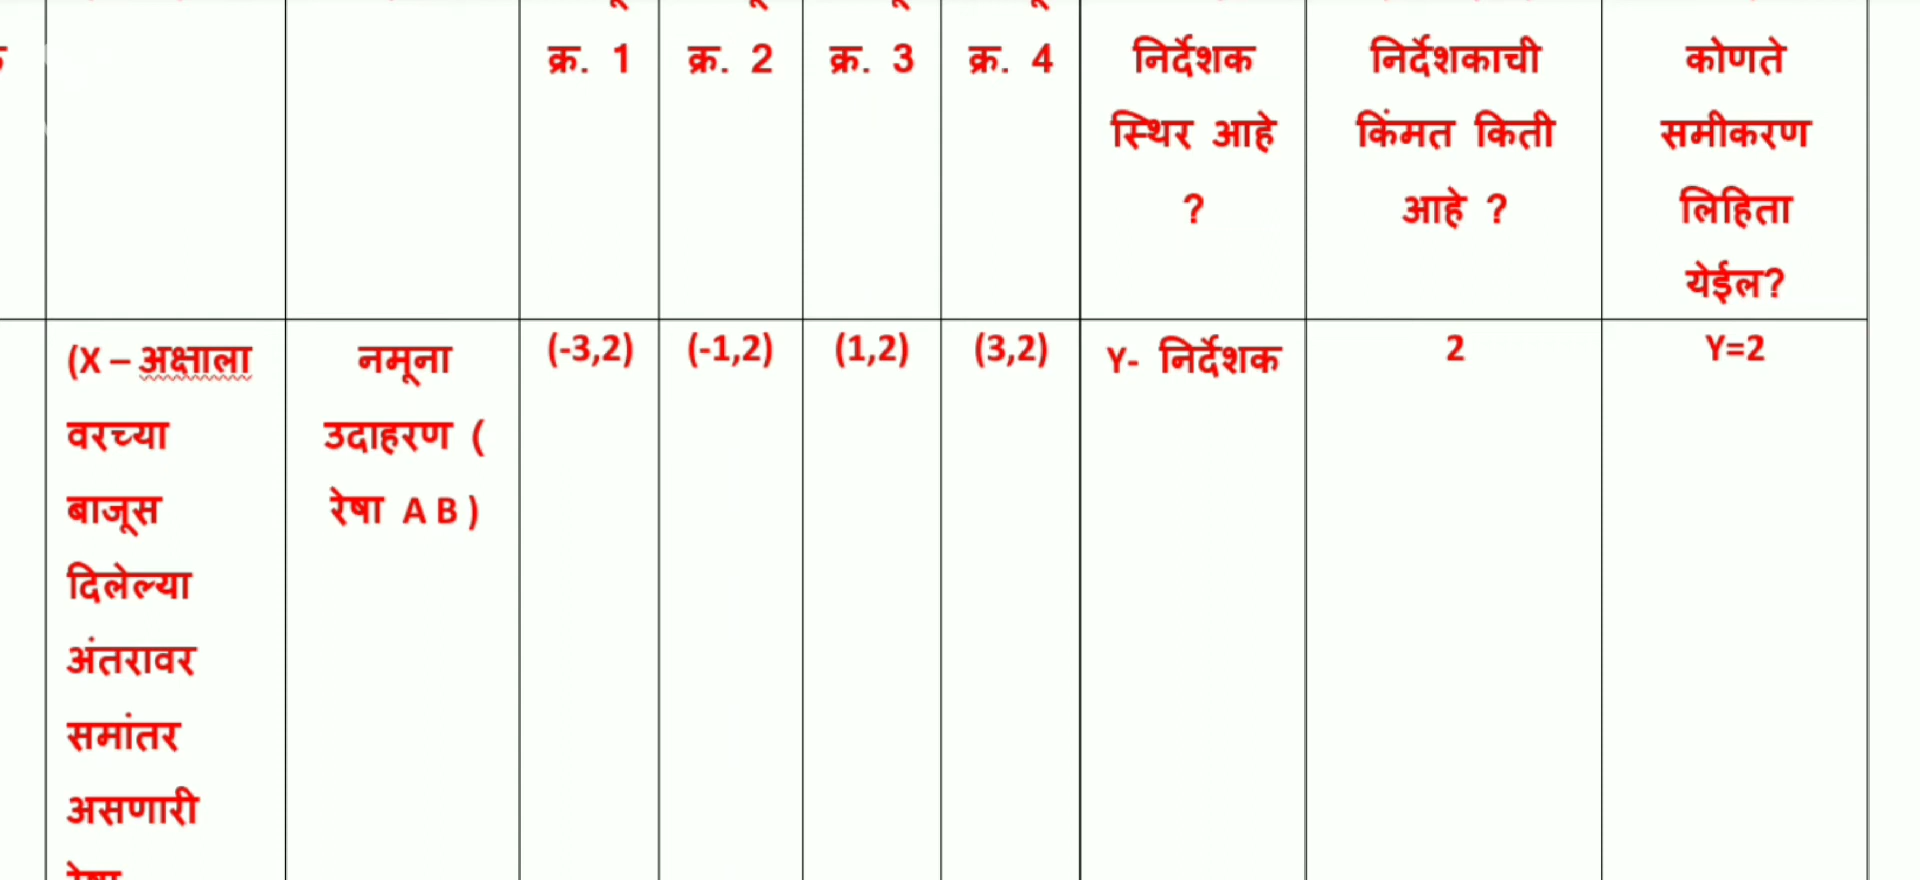 क्र. 1
क्र. 2
क्र. 3
क्र. 4
निर्देशक
स्थिर आहे
?
निर्देशकाची
किंमत किती
आहे ?
कोणते
समीकरण
लिहिता
येईल?
(X – अक्षाला
वरच्या
बाजूस
दिलेल्या
अंतरावर
समांतर
असणारी
नमूना
उदाहरण (
रेषा A B )
(-3,2)
(-1,2)
(1,2)
(3,2)
Y- निर्देशक
2
Y=2